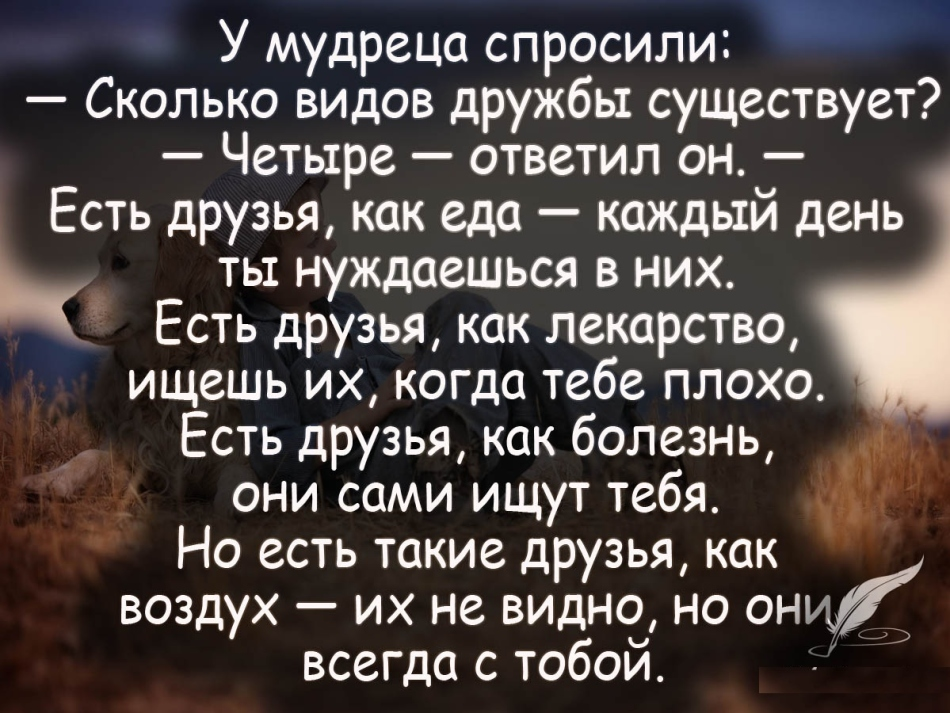 У мудреца спросили:
— Сколько видов дружбы существует?
— Четыре — ответил он. —
Есть друзья, как еда — каждый день
ты нуждаешься в них.
Есть друзья, как лекарство,
ищешь их, когда тебе плохо.
Есть друзья, как болезнь,
они сами ищут тебя.
Но есть такие друзья, как
воздух — их не видно, но они
всегда с тобой.